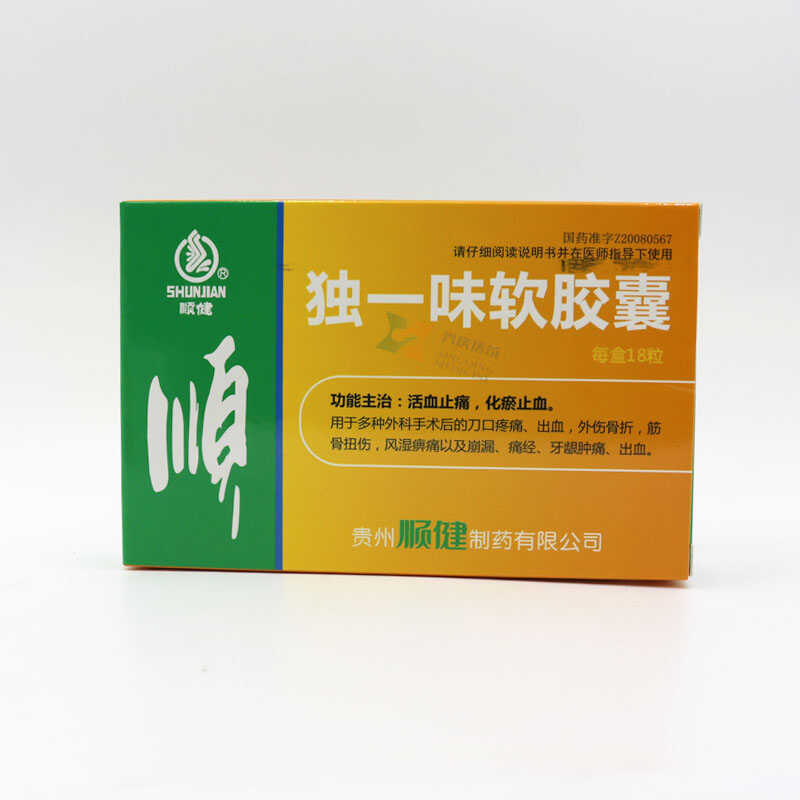 SHUNJIAN
顺健
順
国药准字Z20080567
请仔细阅读说明书并在医师指导下使用
独一味软胶囊
每盒18粒
功能主治：活血止痛，化瘀止血。
用于多种外科手术后的刀口疼痛、出血，外伤骨折，筋
骨扭伤，风湿痹痛以及崩漏、痛经、牙龈肿痛、出血。
贵州顺健制药有限公司